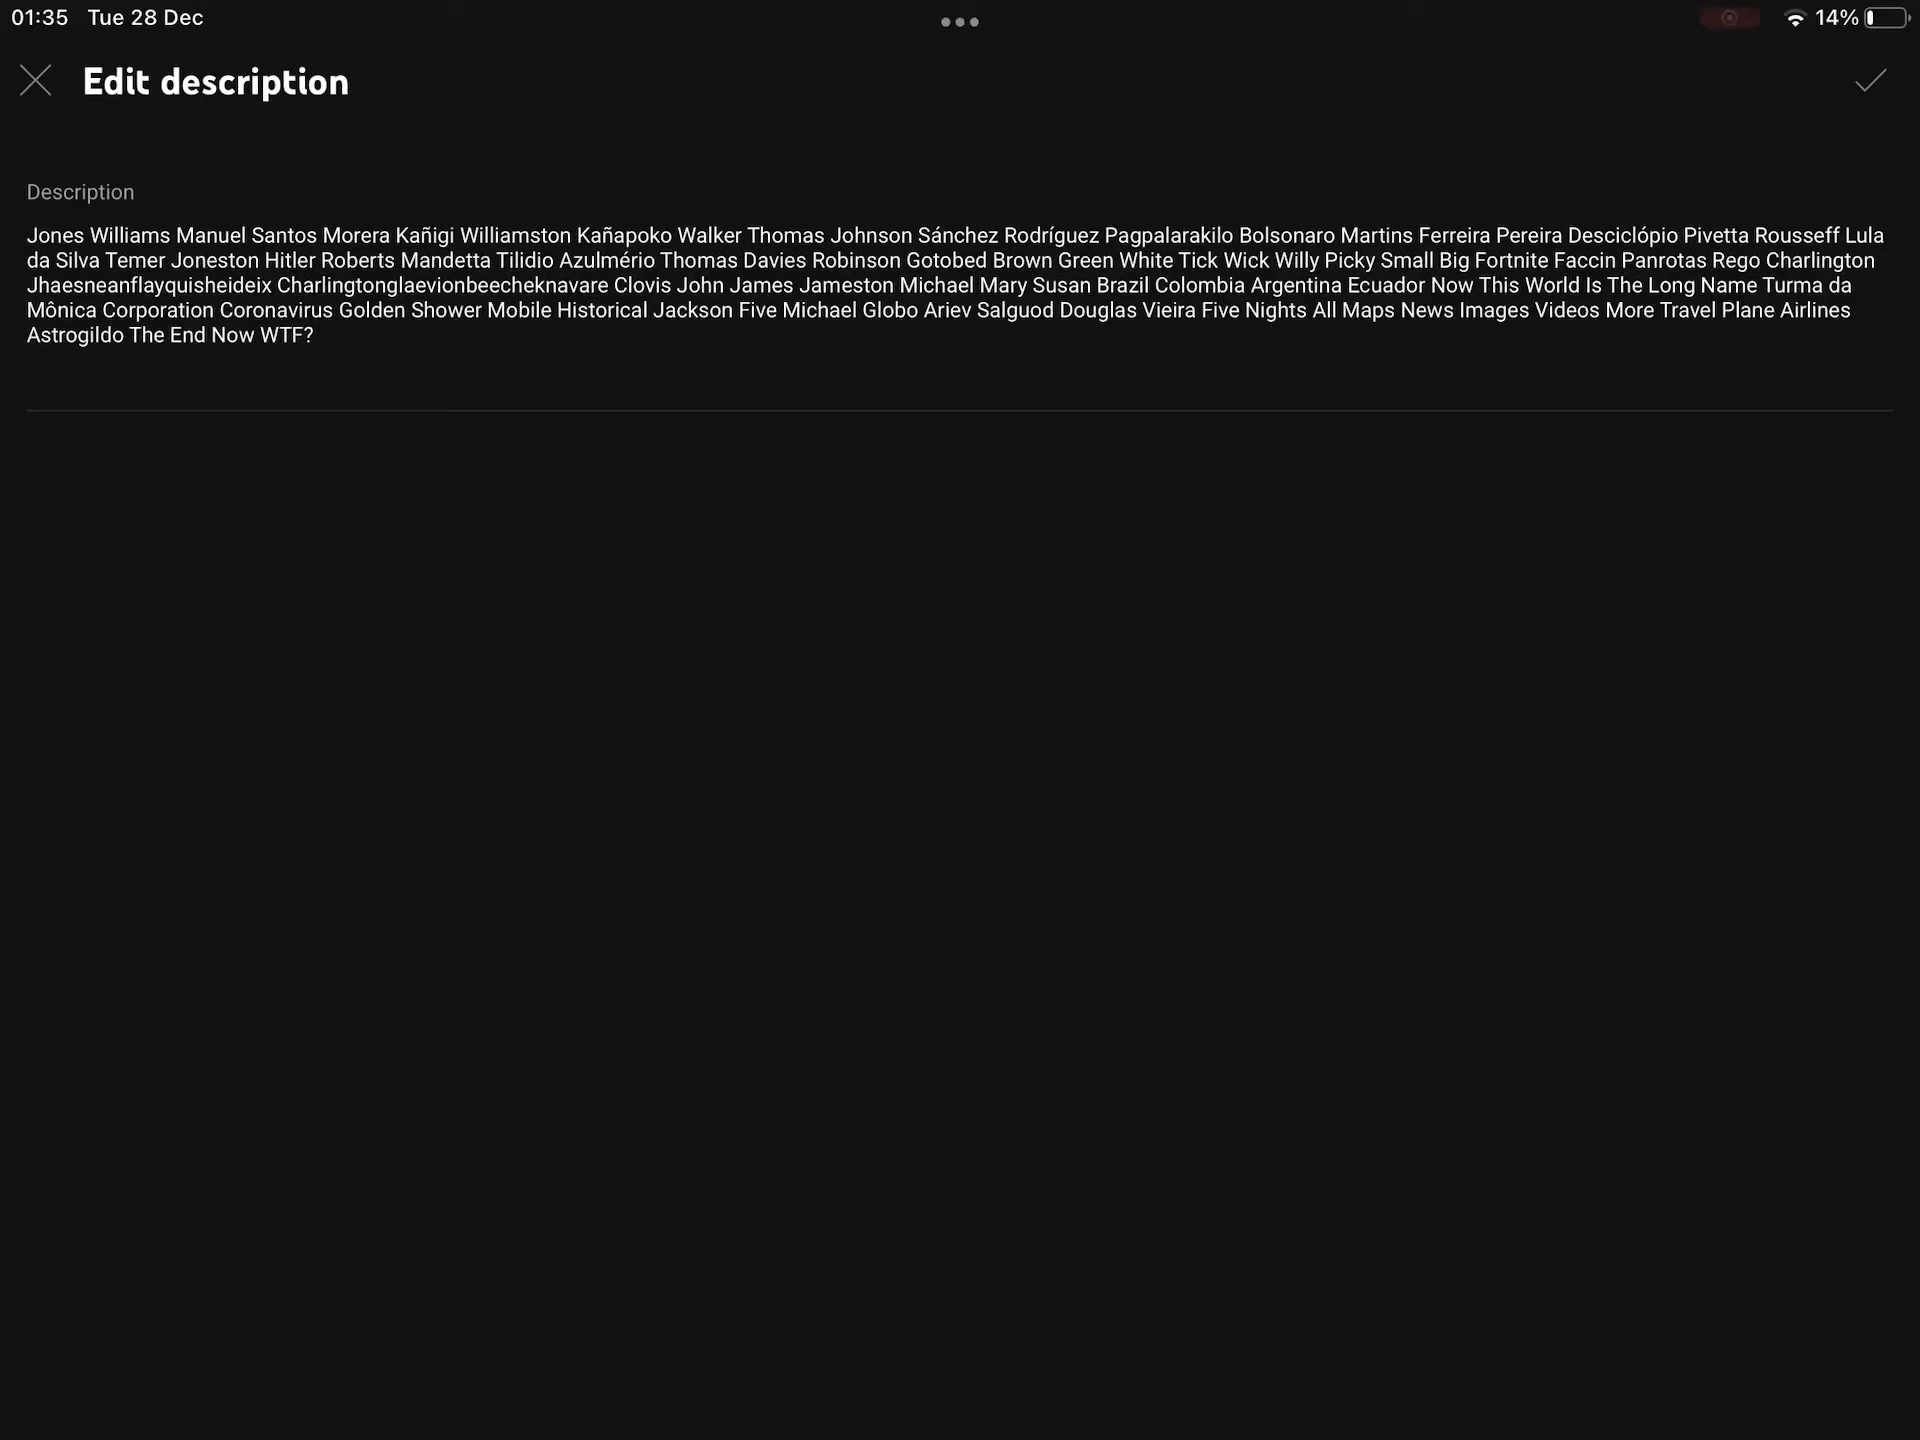 01:35 Tue 28 Dec
14%
Edit description
Description
Jones Williams Manuel Santos Morera Kañigi Williamston Kañapoko Walker Thomas Johnson Sánchez Rodríguez Pagpalarakilo Bolsonaro Martins Ferreira Pereira Desciclópio Pivetta Rousseff Lula
da Silva Temer Joneston Hitler Roberts Mandetta Tilidio Azulmério Thomas Davies Robinson Gotobed Brown Green White Tick Wick Willy Picky Small Big Fortnite Faccin Panrotas Rego Charlington
Jhaesneanflayquisheideix Charlingtonglaevionbeecheknavare Clovis John James Jameston Michael Mary Susan Brazil Colombia Argentina Ecuador Now This World Is The Long Name Turma da
Mônica Corporation Coronavirus Golden Shower Mobile Historical Jackson Five Michael Globo Ariev Salguod Douglas Vieira Five Nights All Maps News Images Videos More Travel Plane Airlines
Astrogildo The End Now WTF?